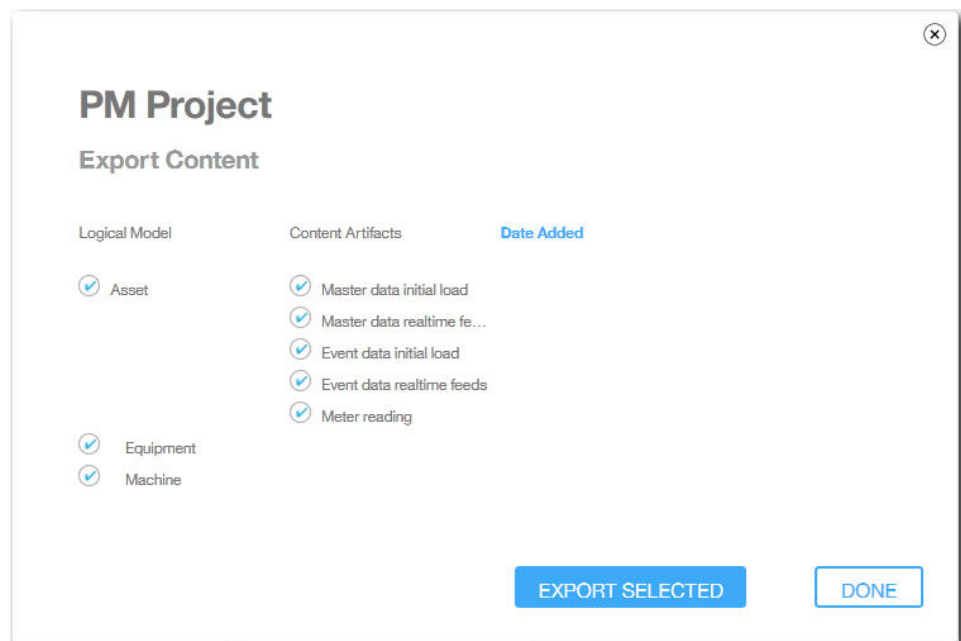 PM Project
Export Content
Logical Model Content Artifacts Date Added
Asset Master data initial load
Master data realtime fe...
Event data initial load
Event data realtime feeds
Meter reading
Equipment
Machine
EXPORT SELECTED DONE